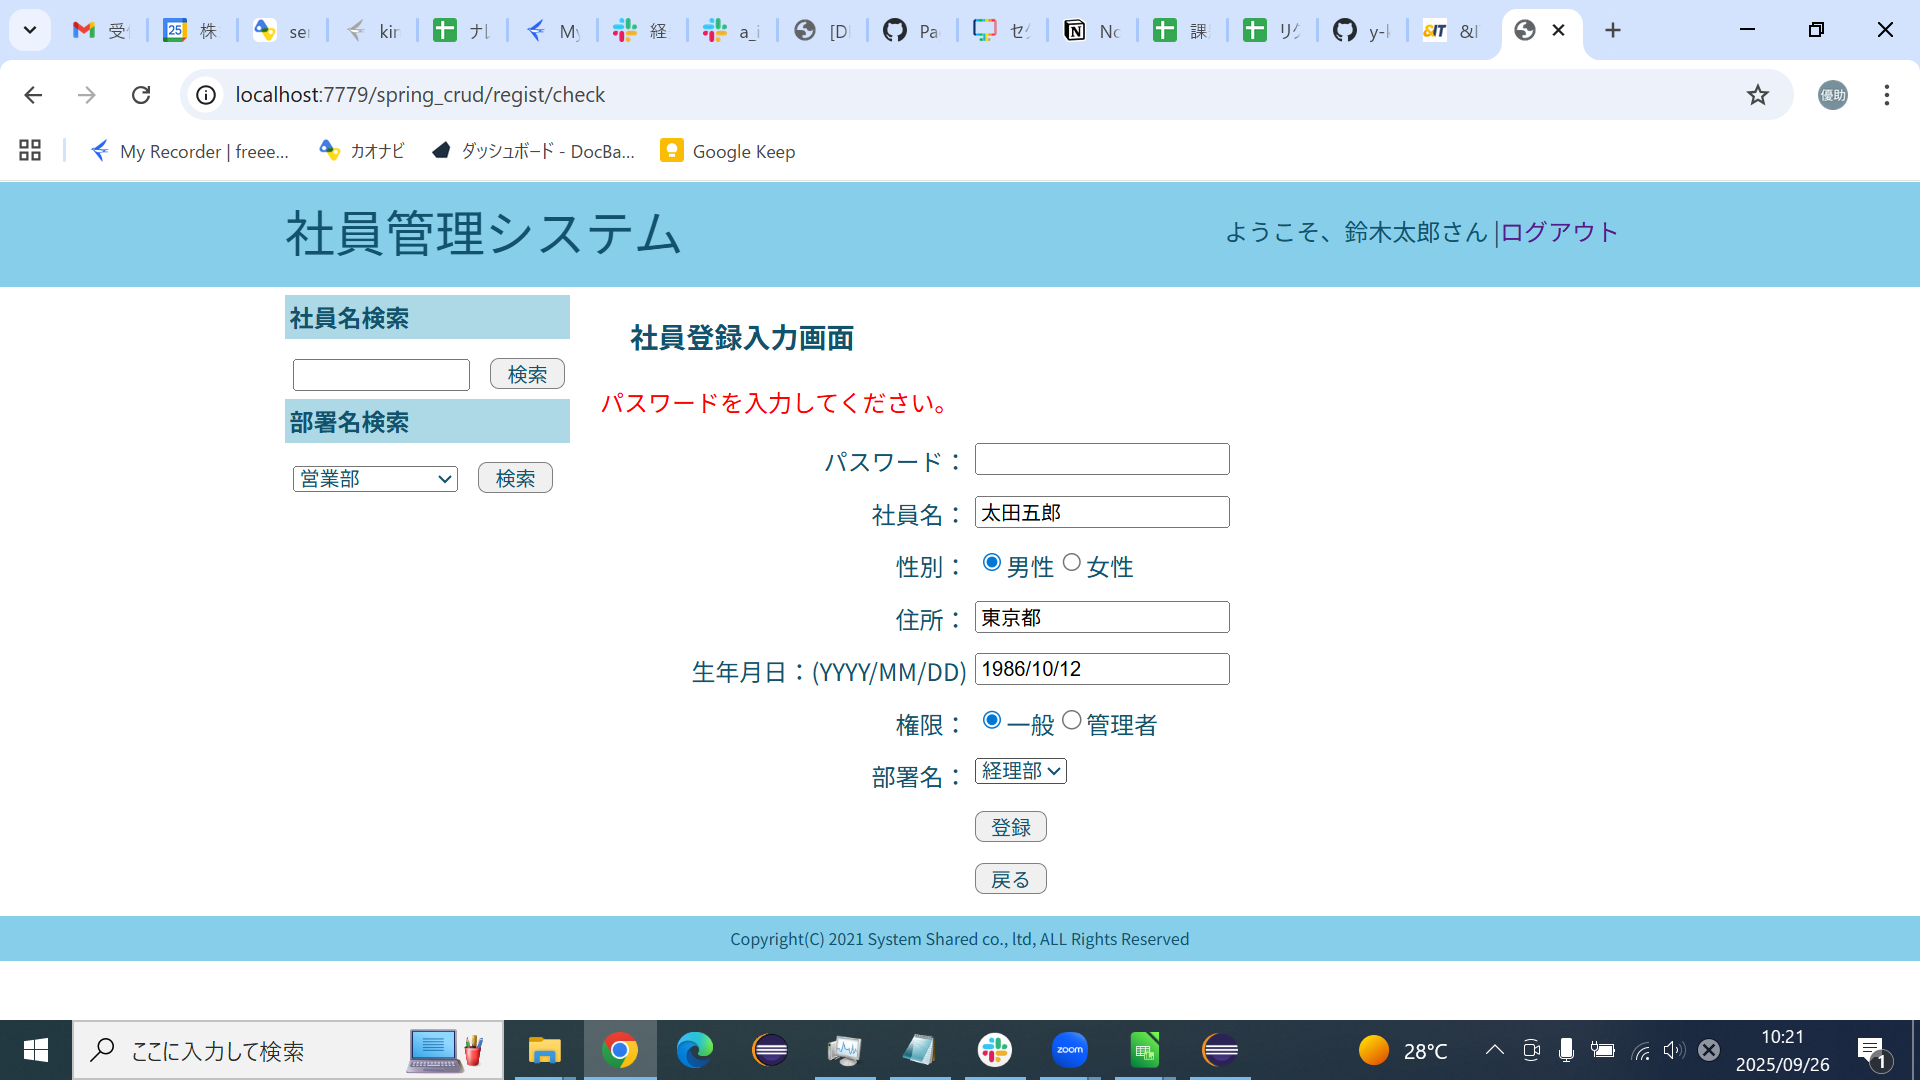 受
25
株
se
kin
ナレ
My
経
a_i
[D
Pa
セク
No
課
リク
y-
&IT
&I
localhost:7779/spring_crud/regist/check
優助
My Recorder | freee...
カオナビ
ダッシュボード - DocBa...
Google Keep
社員管理システム
ようこそ、鈴木太郎さん |ログアウト
社員名検索
検索
部署名検索
営業部
検索
社員登録入力画面
パスワードを入力してください。
パスワード：
社員名： 太田五郎
性別： 男性 女性
住所： 東京都
生年月日：(YYYY/MM/DD) 1986/10/12
権限： 一般 管理者
部署名： 経理部
登録
戻る
Copyright(C) 2021 System Shared co., ltd, ALL Rights Reserved
ここに入力して検索
zoom
28°C
10:21
2025/09/26
1